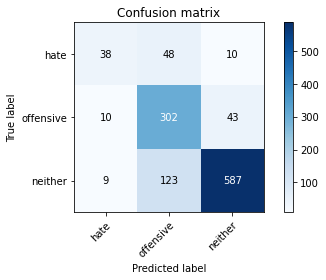 Confusion matrix
hate 38 48 10
offensive 10 302 43
neither 9 123 587
hate offensive neither
True label
Predicted label
500
400
300
200
100